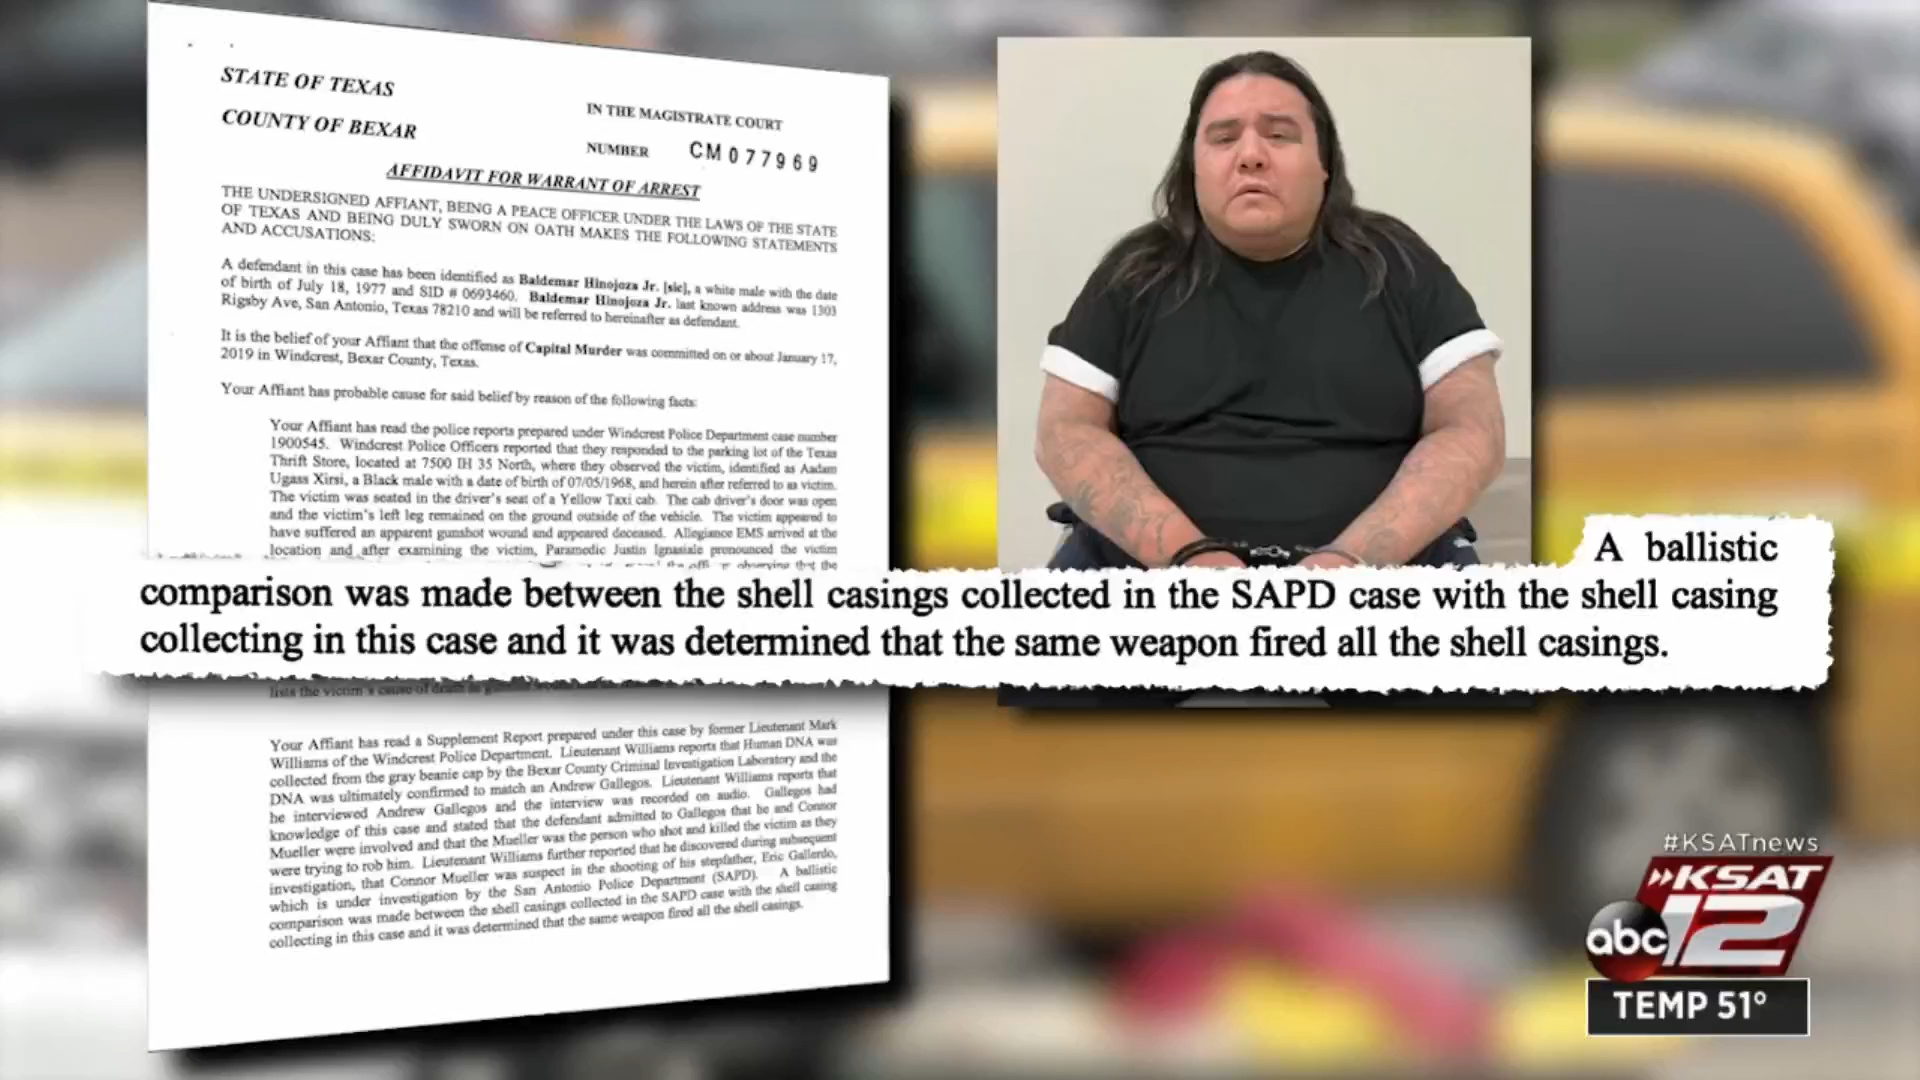 STATE OF TEXAS
COUNTY OF BEXAR
IN THE MAGISTRATE COURT
NUMBER CM077969
AFFIDAVIT FOR WARRANT OF ARREST
THE UNDERSIGNED AFFIANT, BEING A PEACE OFFICER UNDER THE LAWS OF THE STATE
OF TEXAS AND BEING DULY SWORN ON OATH MAKES THE FOLLOWING STATEMENTS
AND ACCUSATIONS:
A defendant in this case has been identified as Baldemar Hinojoza Jr. [sic], a white male with the date
of birth of July 18, 1977 and SID # 0693460. Baldemar Hinojoza Jr. last known address was 1303
Rigsby Ave, San Antonio, Texas 78210 and will be referred to hereinafter as defendant.
It is the belief of your Affiant that the offense of Capital Murder was committed on or about January 17,
2019 in Windcrest, Bexar County, Texas.
Your Affiant has probable cause for said belief by reason of the following facts:
Your Affiant has read the police reports prepared under Windcrest Police Department case number
1900545. Windcrest Police Officers reported that they responded to the parking lot of the Texas
Thrift Store, located at 7500 IH 35 North, where they observed the victim, identified as Aadam
Ugass Xirsi, a Black male with a date of birth of 07/05/1968, and herein after referred to as victim.
The victim was seated in the driver's seat of a Yellow Taxi cab. The cab driver's door was open
and the victim's left leg remained on the ground outside of the vehicle. The victim appeared to
have suffered an apparent gunshot wound and appeared deceased. Allegiance EMS arrived at the
location and after examining the victim, Paramedic Justin Ignasiale pronounced the victim
A ballistic
comparison was made between the shell casings collected in the SAPD case with the shell casing
collecting in this case and it was determined that the same weapon fired all the shell casings.
lists the victim's cause of death as
Your Affiant has read a Supplement Report prepared under this case by former Lieutenant Mark
Williams of the Windcrest Police Department. Lieutenant Williams reports that Human DNA was
collected from the gray beanie cap by the Bexar County Criminal Investigation Laboratory and the
DNA was ultimately confirmed to match an Andrew Gallegos. Lieutenant Williams reports that
he interviewed Andrew Gallegos and the interview was recorded on audio. Gallegos had
knowledge of this case and stated that the defendant admitted to Gallegos that he and Connor
Mueller were involved and that the Mueller was the person who shot and killed the victim as they
were trying to rob him. Lieutenant Williams further reported that he discovered during subsequent
investigation, that Connor Mueller was suspect in the shooting of his stepfather, Eric Gallerdo,
which is under investigation by the San Antonio Police Department (SAPD). A ballistic
comparison was made between the shell casings collected in the SAPD case with the shell casing
collecting in this case and it was determined that the same weapon fired all the shell casings.
#KSATnews
KSAT
abc 12
TEMP 51°